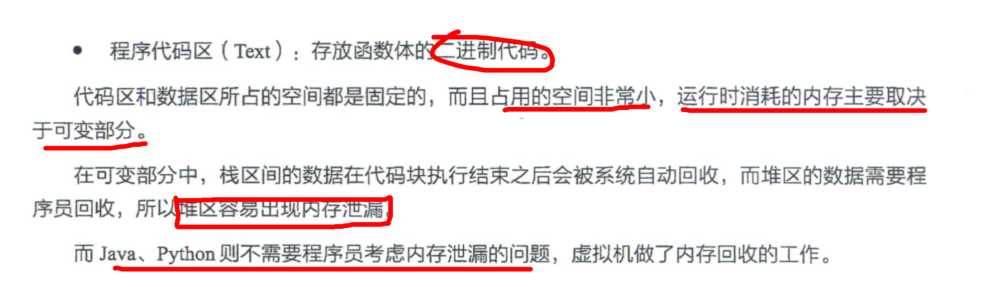 • 程序代码区（Text）：存放函数体的二进制代码。
代码区和数据区所占的空间都是固定的，而且占用的空间非常小，运行时消耗的内存主要取决
于可变部分。
在可变部分中，栈区间的数据在代码块执行结束之后会被系统自动回收，而堆区的数据需要程
序员回收，所以堆区容易出现内存泄漏。
而 Java、Python 则不需要程序员考虑内存泄漏的问题，虚拟机做了内存回收的工作。